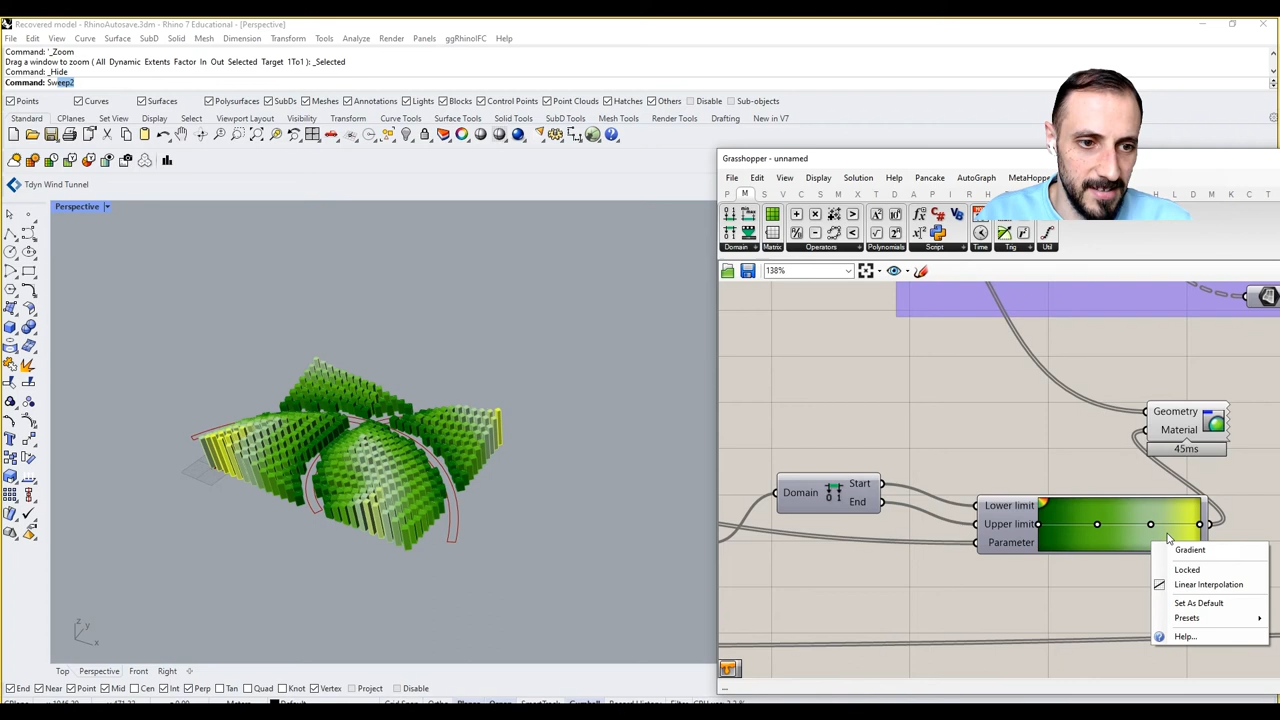 Recovered model - RhinoAutosave.3dm - Rhino 7 Educational - [Perspective]
File Edit View Curve Surface SubD Solid Mesh Dimension Transform Tools Analyze Render Panels ggRhinoIFC Help
Command: '_Zoom
Drag a window to zoom ( All Dynamic Extents Factor In Out Selected Target 1To1 ): _Selected
Command: _Hide
Command: Sweep2
Points Curves Surfaces Polysurfaces SubDs Meshes Annotations Lights Blocks Control Points Point Clouds Hatches Others Disable Sub-objects
Standard CPlanes Set View Display Select Viewport Layout Visibility Transform Curve Tools Surface Tools Solid Tools SubD Tools Mesh Tools Render Tools Drafting New in V7
Tdyn Wind Tunnel
Perspective
Grasshopper - unnamed
File Edit View Display Solution Help Pancake AutoGraph MetaHopper
P M S V C S M I T D
H L H E K C T
Domain Matrix Operators Polynomials Script Time Trig Util
138%
Geometry
Material
45ms
Domain Start
End
Lower limit
Upper limit
Parameter
Gradient
Locked
Linear Interpolation
Set As Default
Presets
Help...
z
y
x
Top Perspective Front Right
End Near Point Mid Cen Int Perp Tan Quad Knot Vertex Project Disable
...